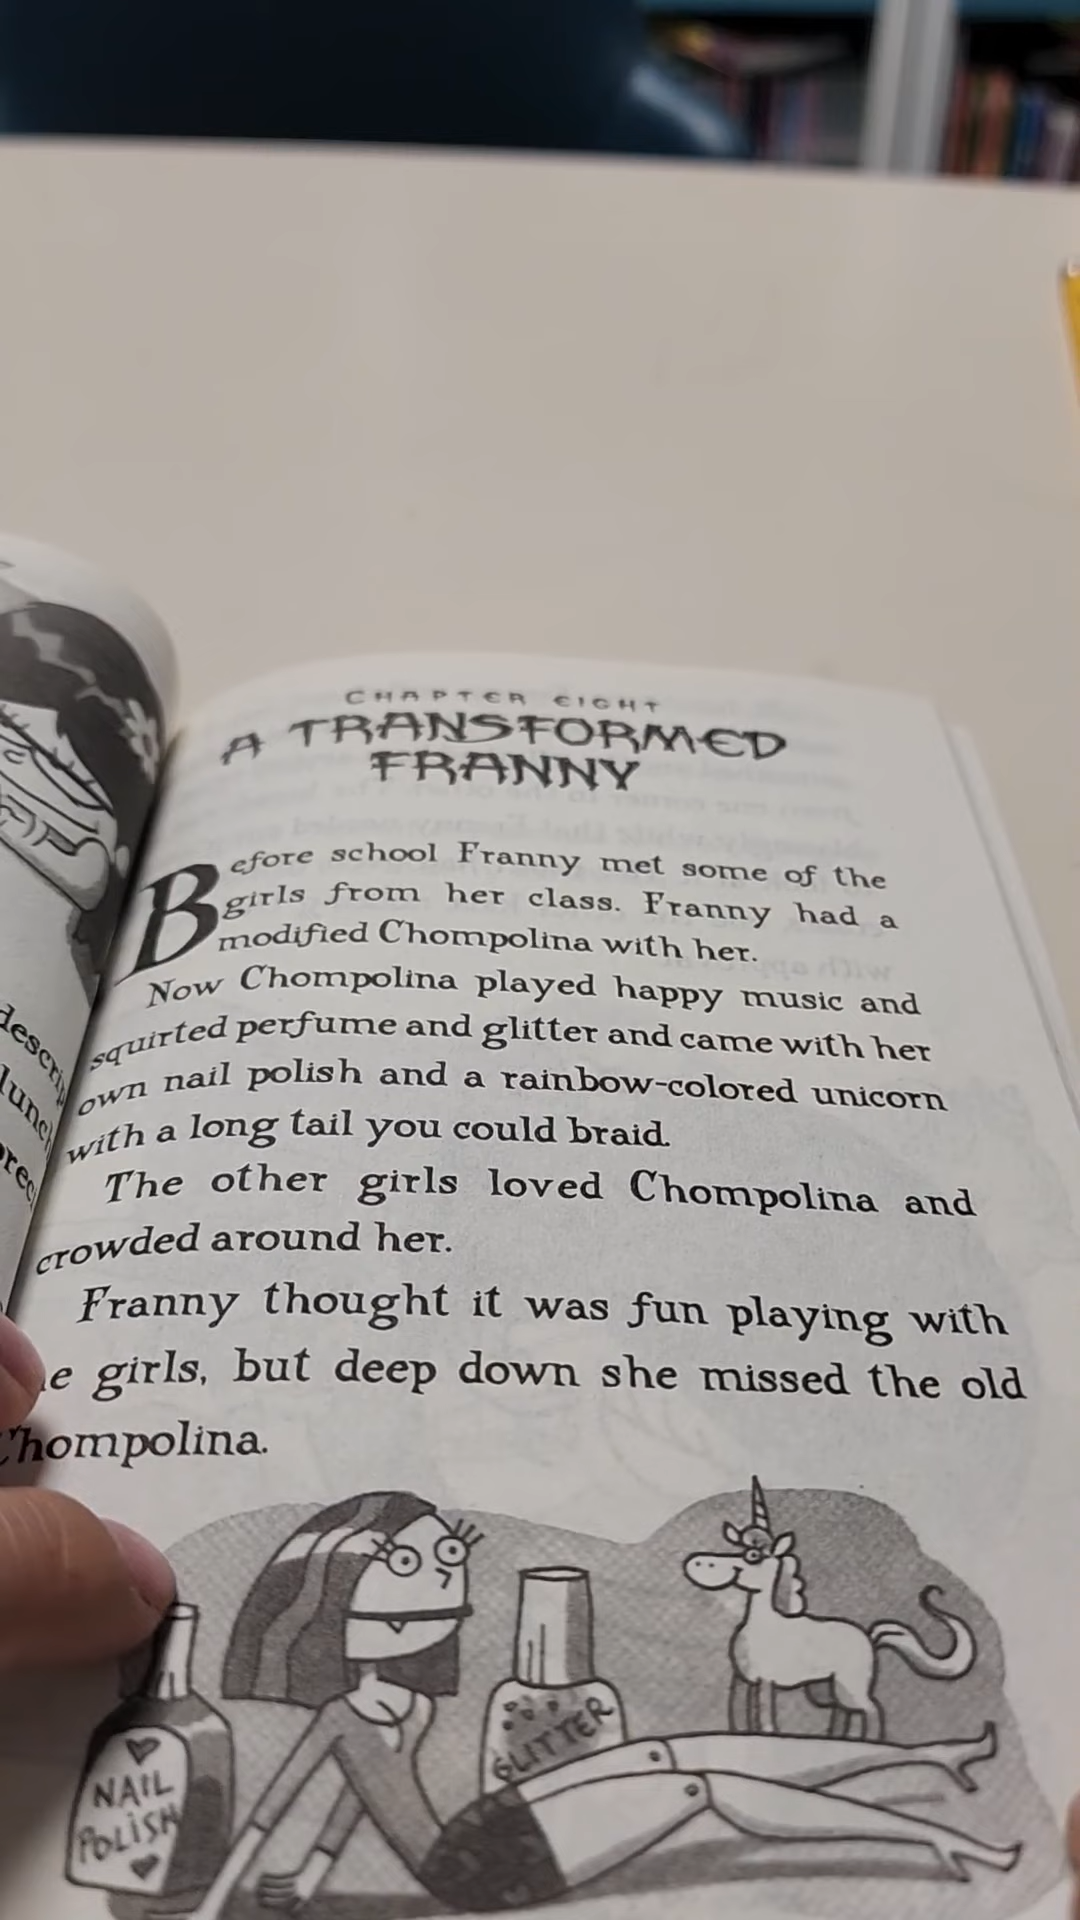 CHAPTER EIGHT
A TRANSFORMED
FRANNY
Before school Franny met some of the
girls from her class. Franny had a
modified Chompolina with her.
Now Chompolina played happy music and
squirted perfume and glitter and came with her
own nail polish and a rainbow-colored unicorn
with a long tail you could braid.
The other girls loved Chompolina and
crowded around her.
Franny thought it was fun playing with
girls, but deep down she missed the old
Chompolina.
GLITTER
NAIL
POLISH